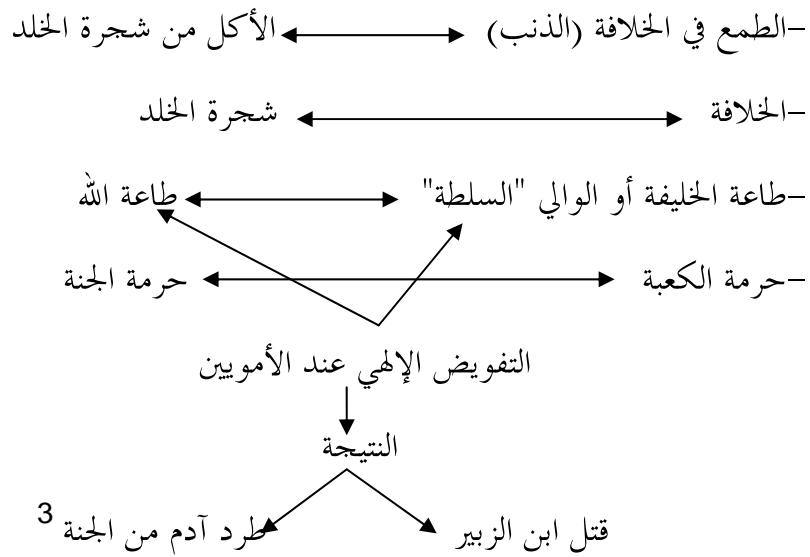 –الطمع في الخلافة (الذنب) الأكل من شجرة الخلد
–الخلافة شجرة الخلد
–طاعة الخليفة أو الوالي "السلطة" طاعة الله
–حرمة الكعبة حرمة الجنة
التفويض الإلهي عند الأمويين
النتيجة
قتل ابن الزبير طرد آدم من الجنة 3